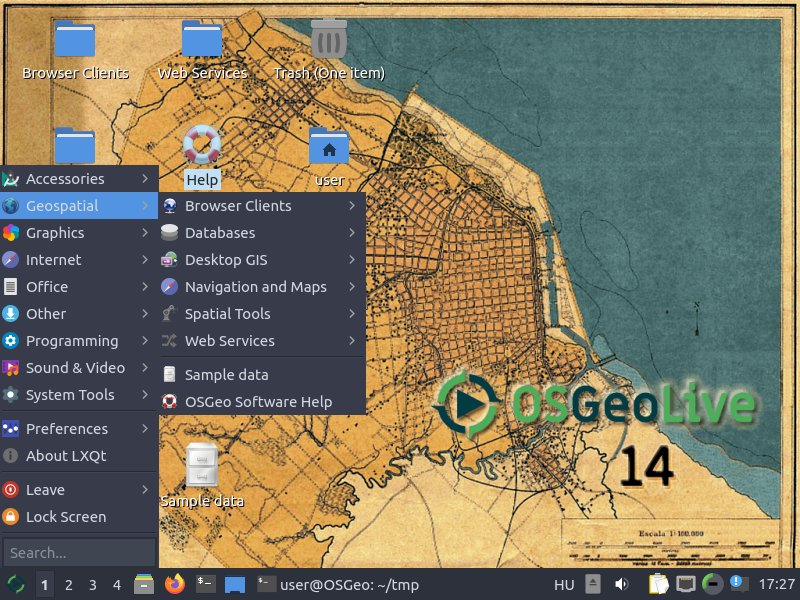 Browser Clients
Web Services
Trash (One item)
Help
user
Accessories
Geospatial
Graphics
Internet
Office
Other
Programming
Sound & Video
System Tools
Preferences
About LXQt
Leave
Lock Screen
Search...
Browser Clients
Databases
Desktop GIS
Navigation and Maps
Spatial Tools
Web Services
Sample data
OSGeo Software Help
Sample data
OSGeoLive
14
Escala 1:100.000
1 2 3 4
user@OSGeo: ~/tmp
HU
17:27